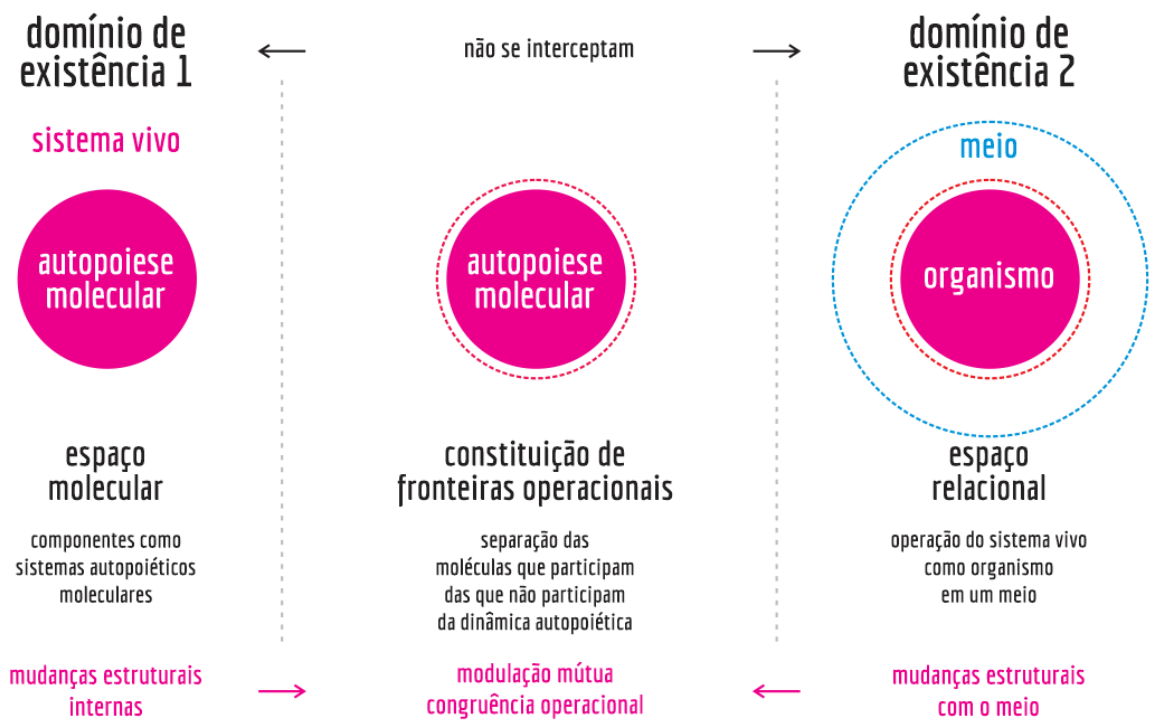 domínio de
existência 1
não se interceptam
domínio de
existência 2
sistema vivo
meio
autopoiese
molecular
autopoiese
molecular
organismo
espaço
molecular
constituição de
fronteiras operacionais
espaço
relacional
componentes como
sistemas autopoiéticos
moleculares
separação das
moléculas que participam
das que não participam
da dinâmica autopoiética
operação do sistema vivo
como organismo
em um meio
mudanças estruturais
internas
modulação mútua
congruência operacional
mudanças estruturais
com o meio